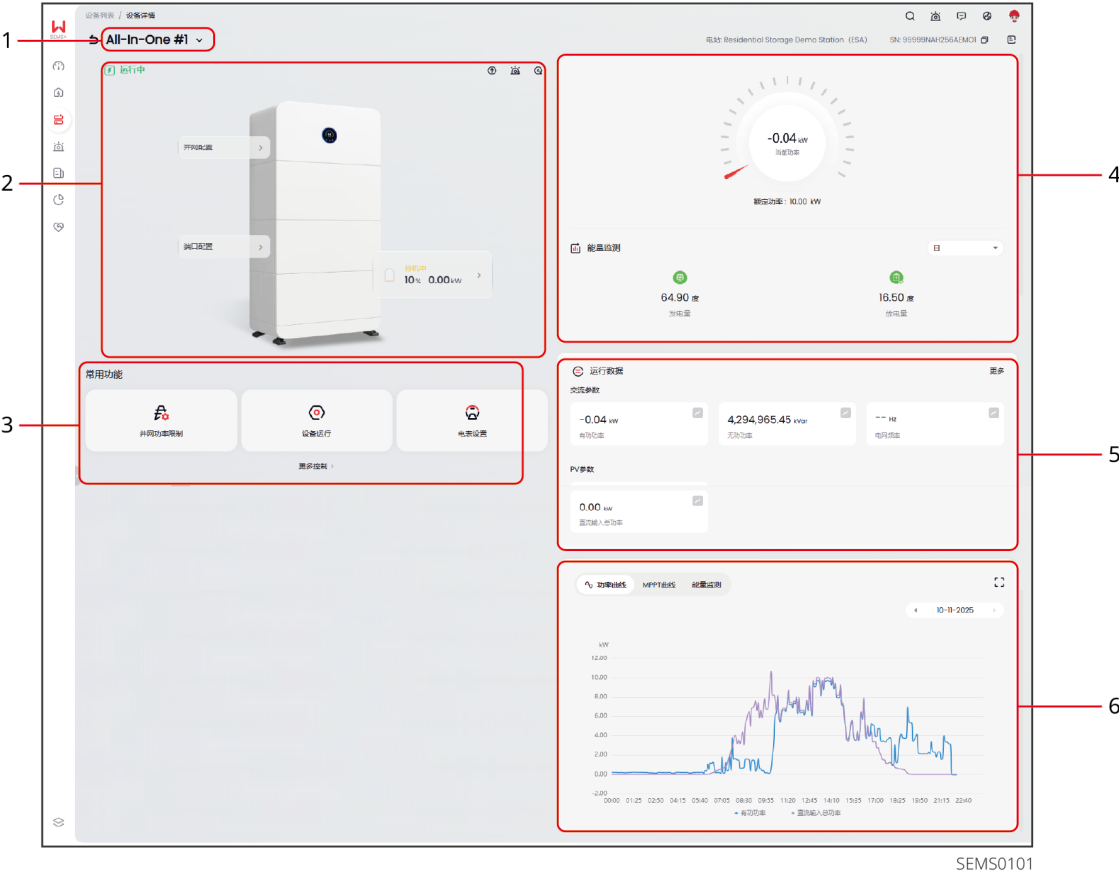 设备列表 / 设备详情
SEMS+
1
All-In-One #1
电站: Residential Storage Demo Station (ESA) SN: 99999NAH256AEM01
2
运行中
并网配置
端口配置
待机中
10% 0.00 kW
3
常用功能
并网功率限制 设备运行 电表设置
更多控制
4
-0.04 kW
当前功率
额定功率: 10.00 kW
能量监测 日
64.90 度 16.50 度
放电量 放电量
5
运行数据 更多
交流参数
-0.04 kW 4,294,965.45 kVar -- Hz
有功功率 无功功率 电网频率
PV参数
0.00 kW
直流输入总功率
6
功率曲线 MPPT曲线 能量监测
10-11-2025
kW
12.00
10.00
8.00
6.00
4.00
2.00
0.00
-2.00
00:00 01:25 02:50 04:15 05:40 07:05 08:30 09:55 11:20 12:45 14:10 15:35 17:00 18:25 19:50 21:15 22:40
有功功率 直流输入总功率
SEMS0101